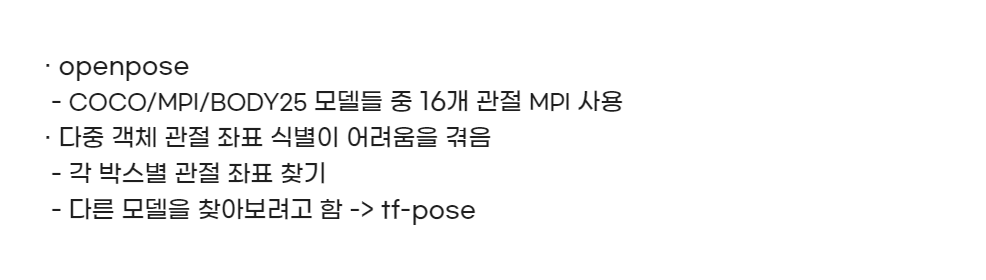 · openpose
- COCO/MPI/BODY25 모델들 중 16개 관절 MPI 사용
· 다중 객체 관절 좌표 식별이 어려움을 겪음
- 각 박스별 관절 좌표 찾기
- 다른 모델을 찾아보려고 함 -> tf-pose